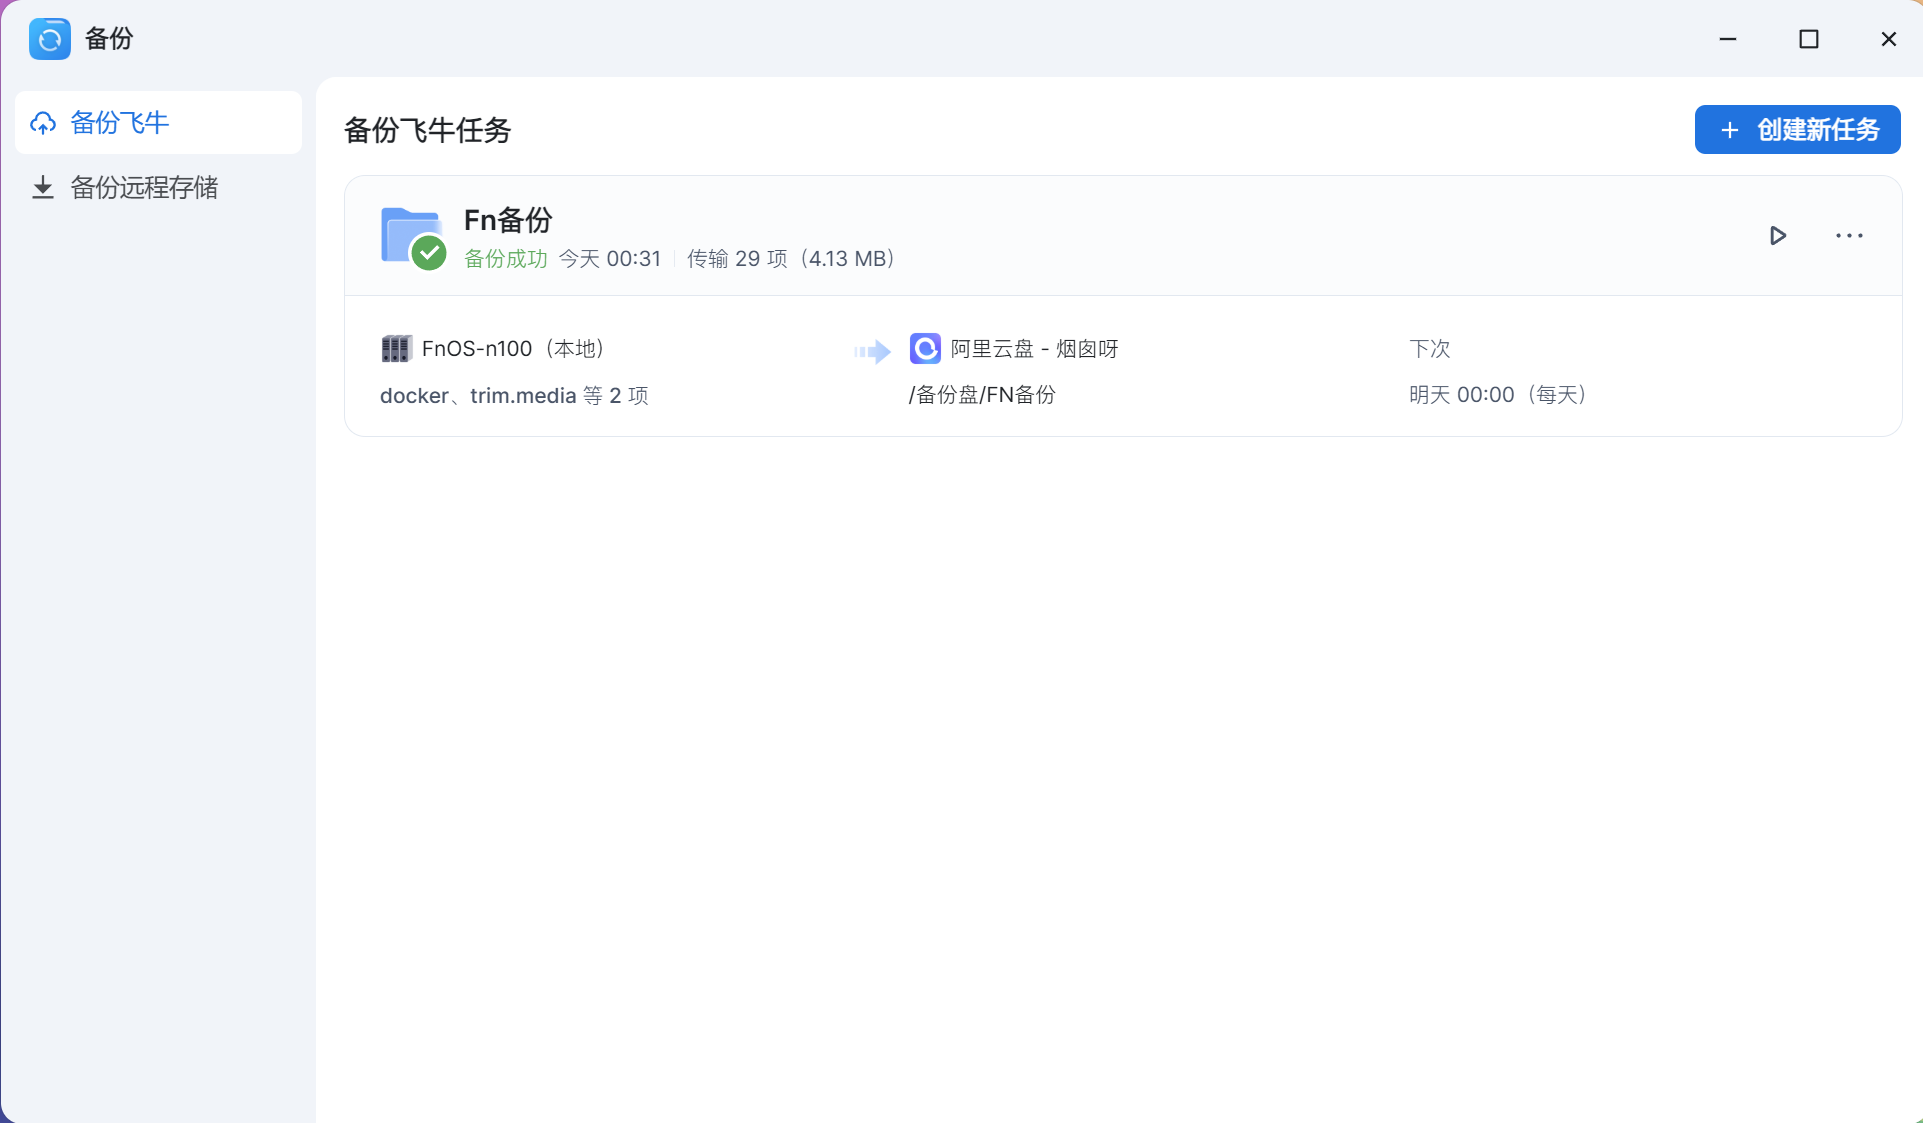 备份
备份飞牛
备份远程存储
备份飞牛任务
创建新任务
Fn备份
备份成功 今天 00:31 传输 29 项（4.13 MB）
FnOS-n100（本地）
docker、trim.media 等 2 项
阿里云盘 - 烟囱呀
/备份盘/FN备份
下次
明天 00:00（每天）